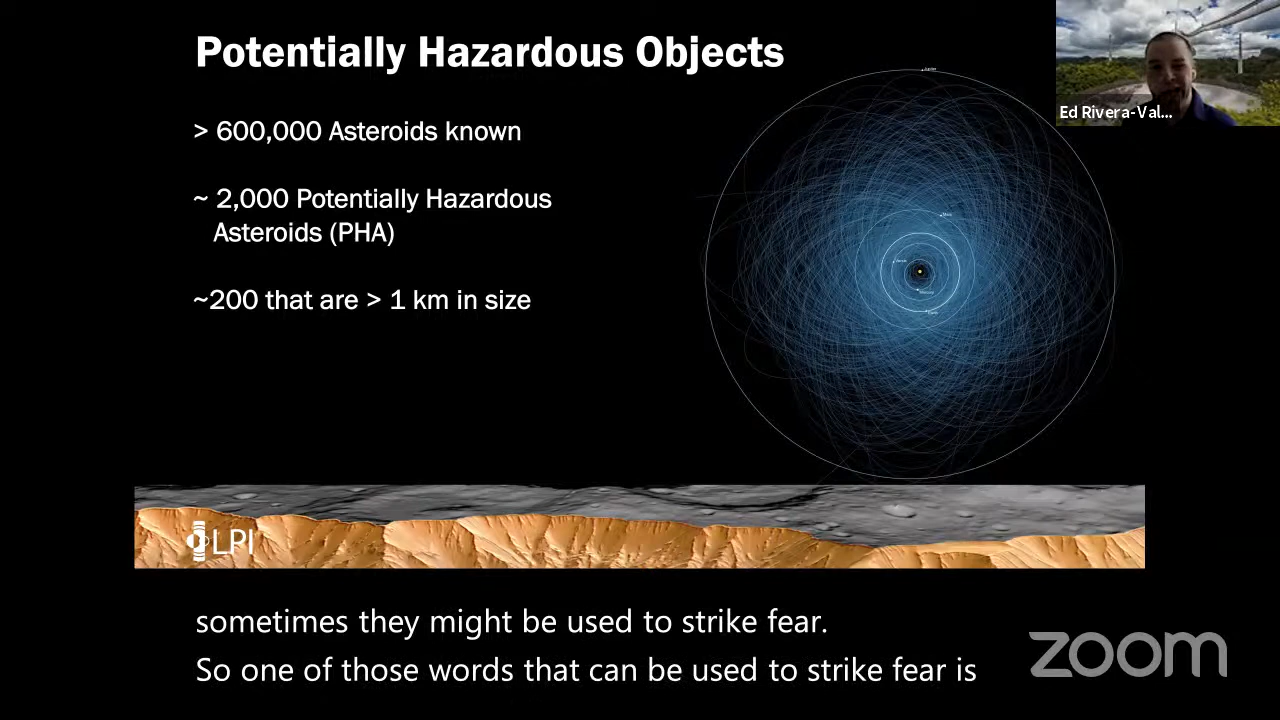 Potentially Hazardous Objects
Ed Rivera-Val...
> 600,000 Asteroids known
~ 2,000 Potentially Hazardous
Asteroids (PHA)
~200 that are > 1 km in size
LPI
sometimes they might be used to strike fear.
So one of those words that can be used to strike fear is
zoom